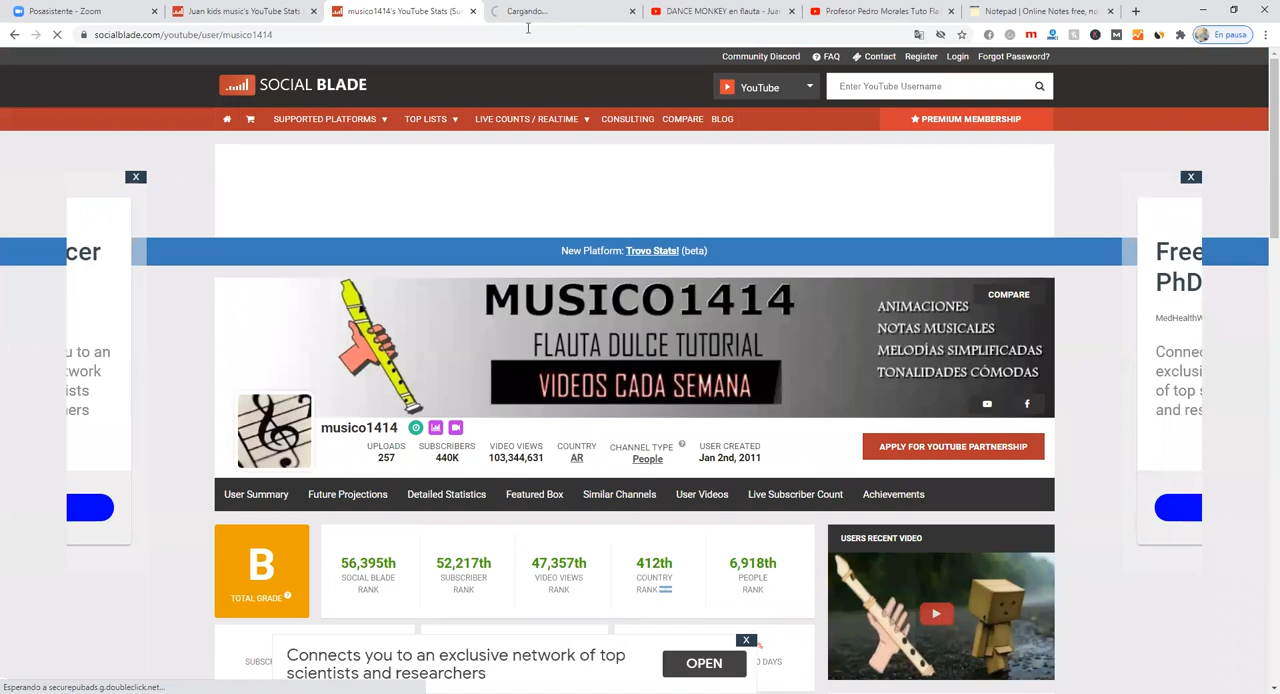 Posasistente - Zoom
Juan kids music's YouTube Stats
musico1414's YouTube Stats (Su
Cargando...
DANCE MONKEY en flauta - Jua
Profesor Pedro Morales Tuto Fla
Notepad | Online Notes free, no
socialblade.com/youtube/user/musico1414
En pausa
Community Discord
FAQ
Contact
Register
Login
Forgot Password?
SOCIAL BLADE
YouTube
Enter YouTube Username
SUPPORTED PLATFORMS
TOP LISTS
LIVE COUNTS / REALTIME
CONSULTING
COMPARE
BLOG
PREMIUM MEMBERSHIP
X
X
cer
New Platform: Trovo Stats! (beta)
Free
PhD
MedHealthW
u to an
work
ists
hers
Connec
exclusiv
of top s
and res
MUSICO1414
FLAUTA DULCE TUTORIAL
VIDEOS CADA SEMANA
COMPARE
ANIMACIONES
NOTAS MUSICALES
MELODÍAS SIMPLIFICADAS
TONALIDADES CÓMODAS
musico1414
UPLOADS
257
SUBSCRIBERS
440K
VIDEO VIEWS
103,344,631
COUNTRY
AR
CHANNEL TYPE
People
USER CREATED
Jan 2nd, 2011
APPLY FOR YOUTUBE PARTNERSHIP
User Summary
Future Projections
Detailed Statistics
Featured Box
Similar Channels
User Videos
Live Subscriber Count
Achievements
B
TOTAL GRADE
56,395th
SOCIAL BLADE
RANK
52,217th
SUBSCRIBER
RANK
47,357th
VIDEO VIEWS
RANK
412th
COUNTRY
RANK
6,918th
PEOPLE
RANK
USERS RECENT VIDEO
SUBSC
DAYS
X
Connects you to an exclusive network of top
scientists and researchers
OPEN
Esperando a securepubads.g.doubleclick.net...